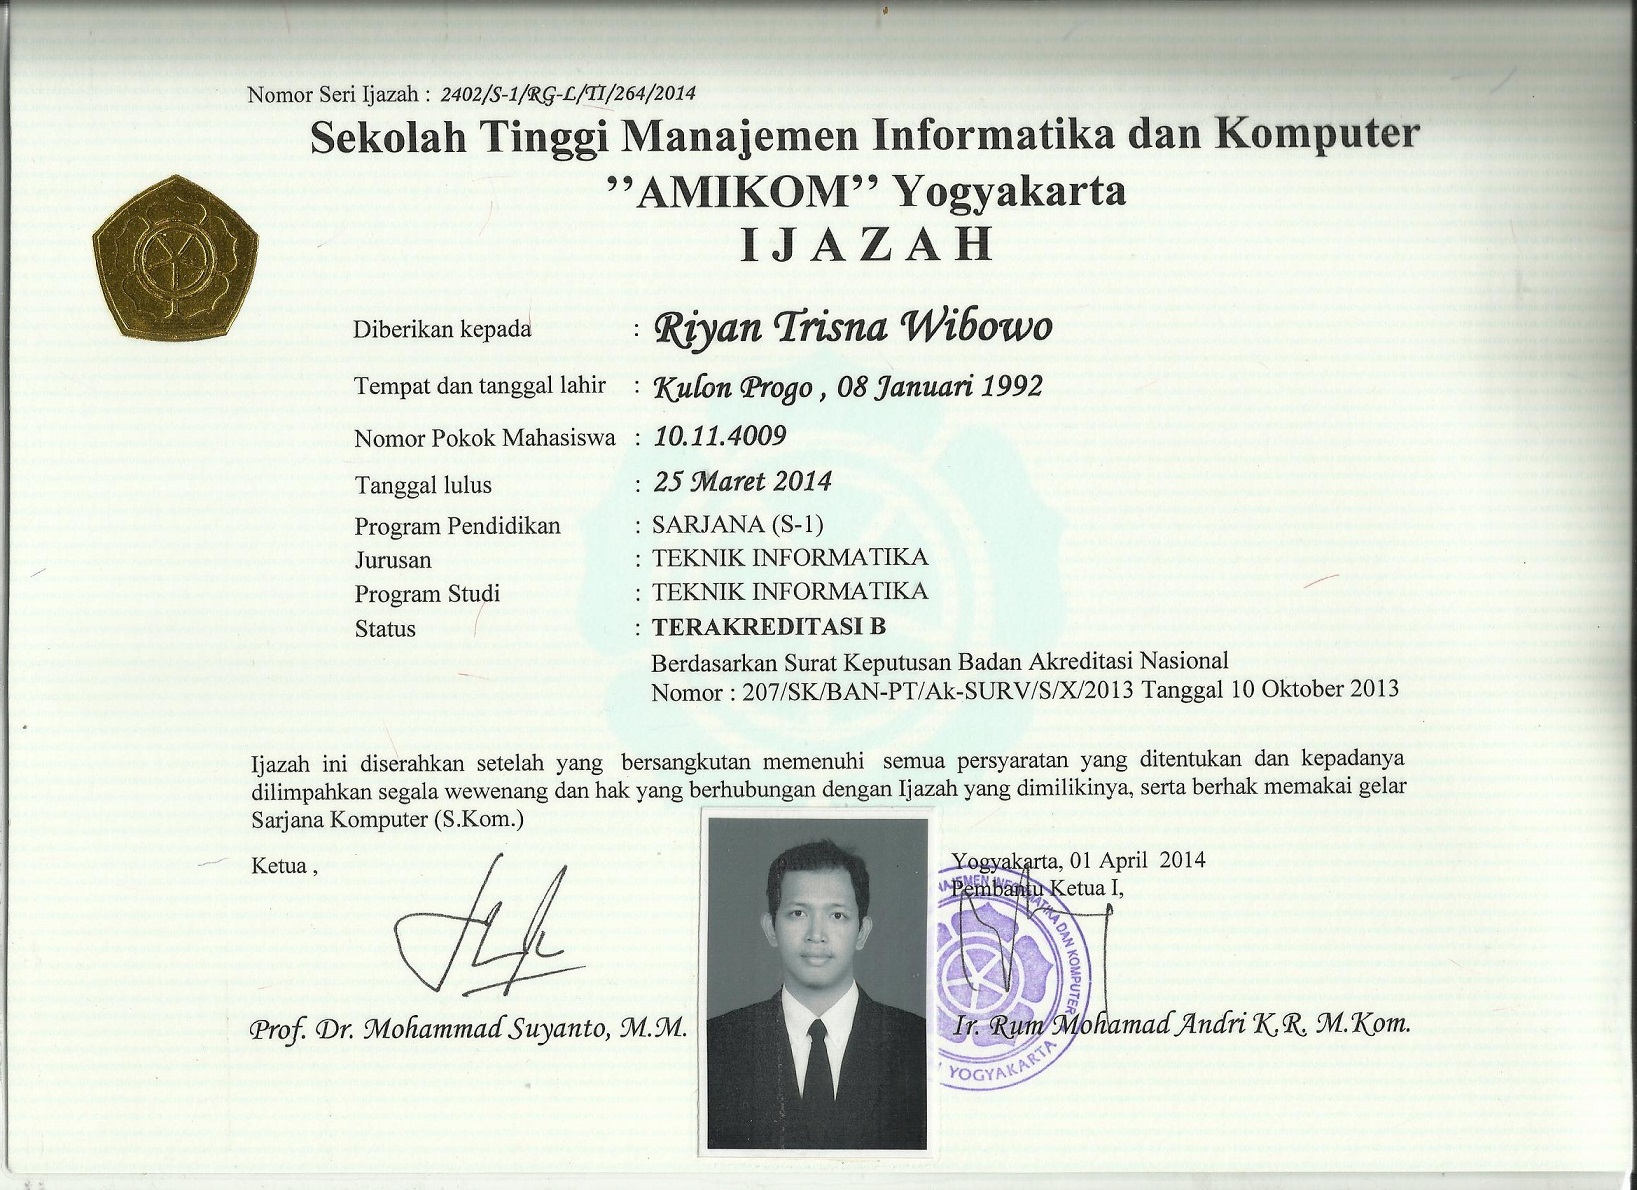 Nomor Seri Ijazah : 2402/S-1/RG-L/TI/264/2014
Sekolah Tinggi Manajemen Informatika dan Komputer
”AMIKOM” Yogyakarta
IJAZAH
Diberikan kepada : Riyan Trisna Wibowo
Tempat dan tanggal lahir : Kulon Progo , 08 Januari 1992
Nomor Pokok Mahasiswa : 10.11.4009
Tanggal lulus : 25 Maret 2014
Program Pendidikan : SARJANA (S-1)
Jurusan : TEKNIK INFORMATIKA
Program Studi : TEKNIK INFORMATIKA
Status : TERAKREDITASI B
Berdasarkan Surat Keputusan Badan Akreditasi Nasional
Nomor : 207/SK/BAN-PT/Ak-SURV/S/X/2013 Tanggal 10 Oktober 2013
Ijazah ini diserahkan setelah yang bersangkutan memenuhi semua persyaratan yang ditentukan dan kepadanya
dilimpahkan segala wewenang dan hak yang berhubungan dengan Ijazah yang dimilikinya, serta berhak memakai gelar
Sarjana Komputer (S.Kom.)
Ketua ,
Yogyakarta, 01 April 2014
Pembantu Ketua I,
INFORMATIKA DAN KOMPUTER
YOGYAKARTA
Prof. Dr. Mohammad Suyanto, M.M.
Ir. Rum Mohamad Andri K.R. M.Kom.